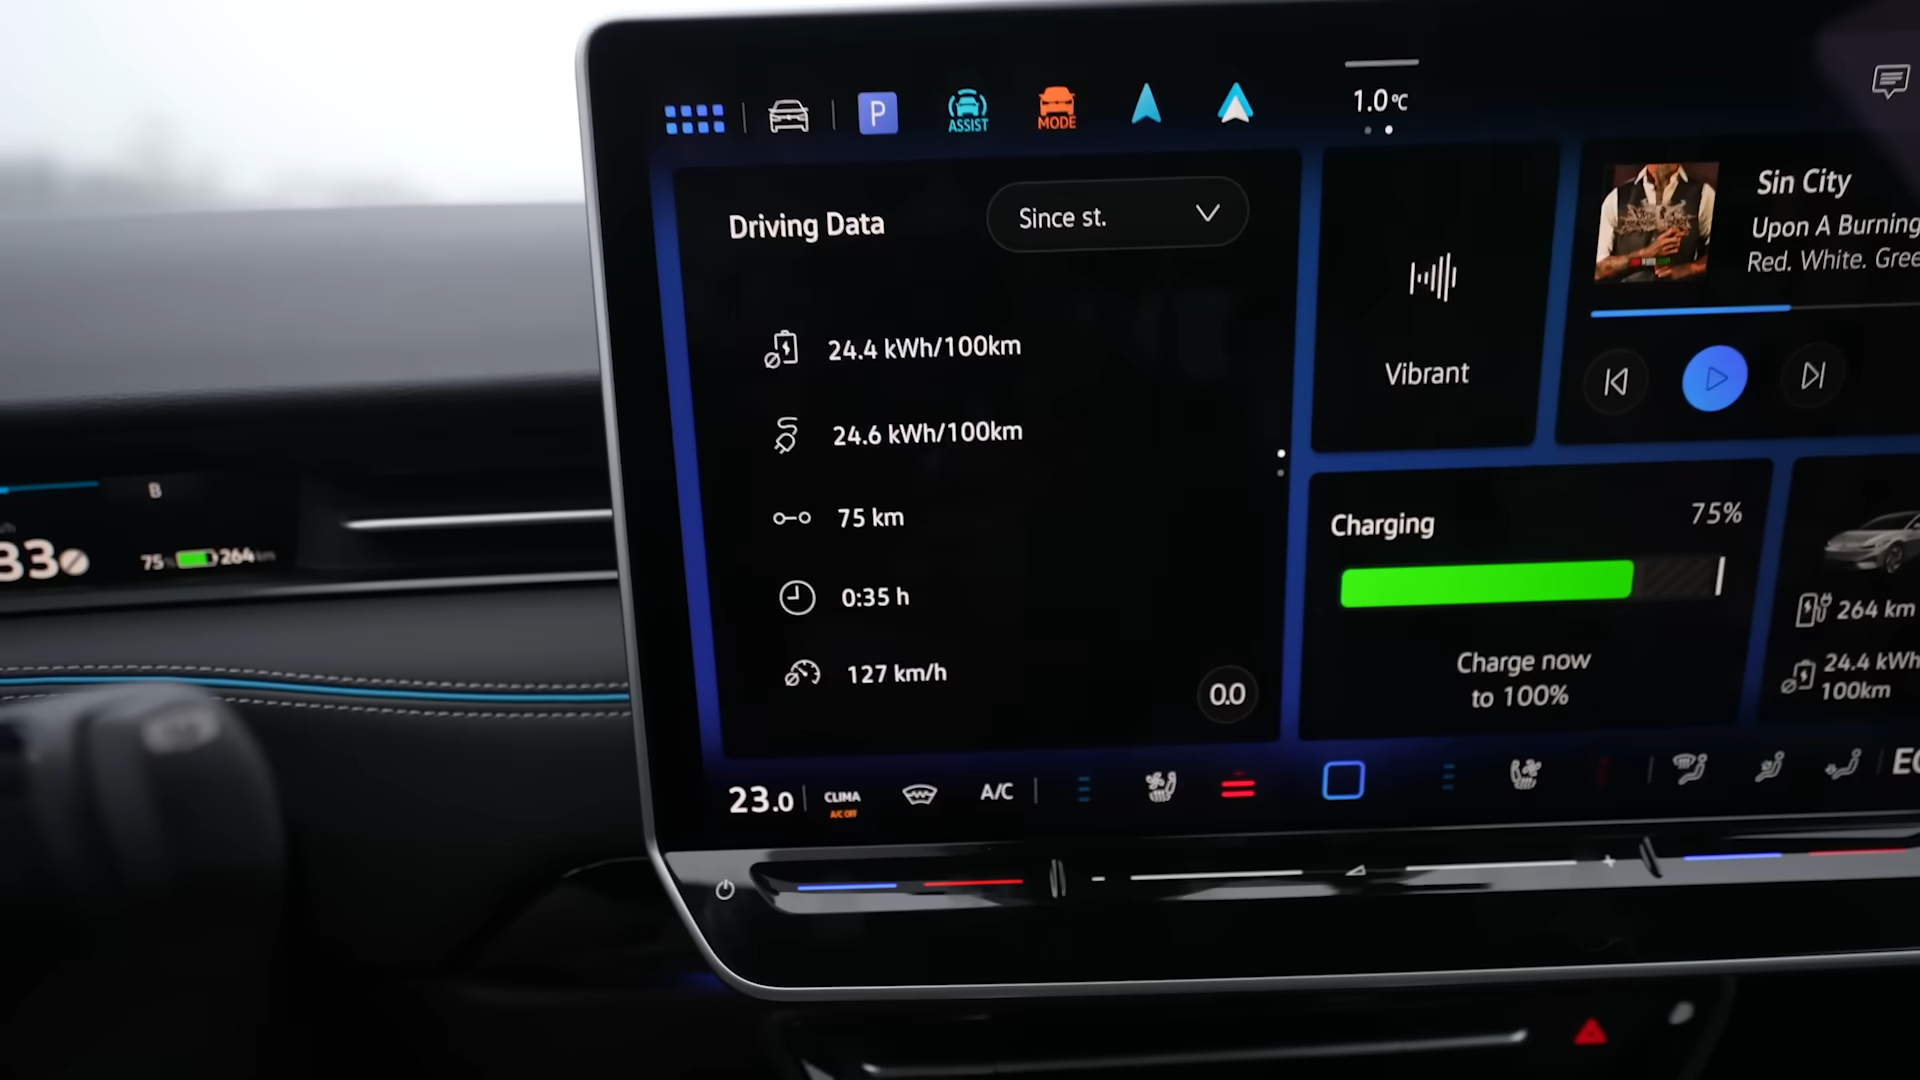 P
ASSIST
MODE
1.0°C
Driving Data
Since st.
24.4 kWh/100km
24.6 kWh/100km
75 km
0:35 h
127 km/h
0.0
Vibrant
Sin City
Upon A Burning
Red. White. Gree
Charging
75%
Charge now
to 100%
264 km
24.4 kWh
100km
B
33
75
264 km
23.0
CLIMA
A/C OFF
A/C
- +